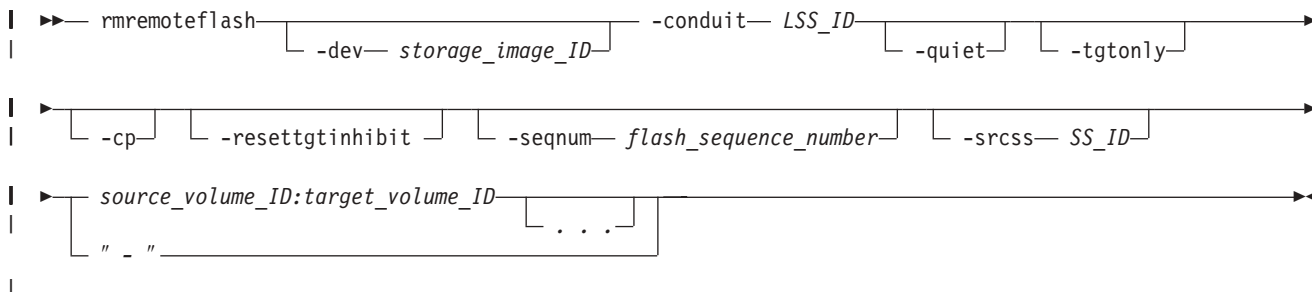 rmremoteflash -conduit LSS_ID
-dev storage_image_ID -quiet -tgtonly
-cp -resettgtinhibit -seqnum flash_sequence_number -srcss SS_ID
source_volume_ID:target_volume_ID
. . .
" - "